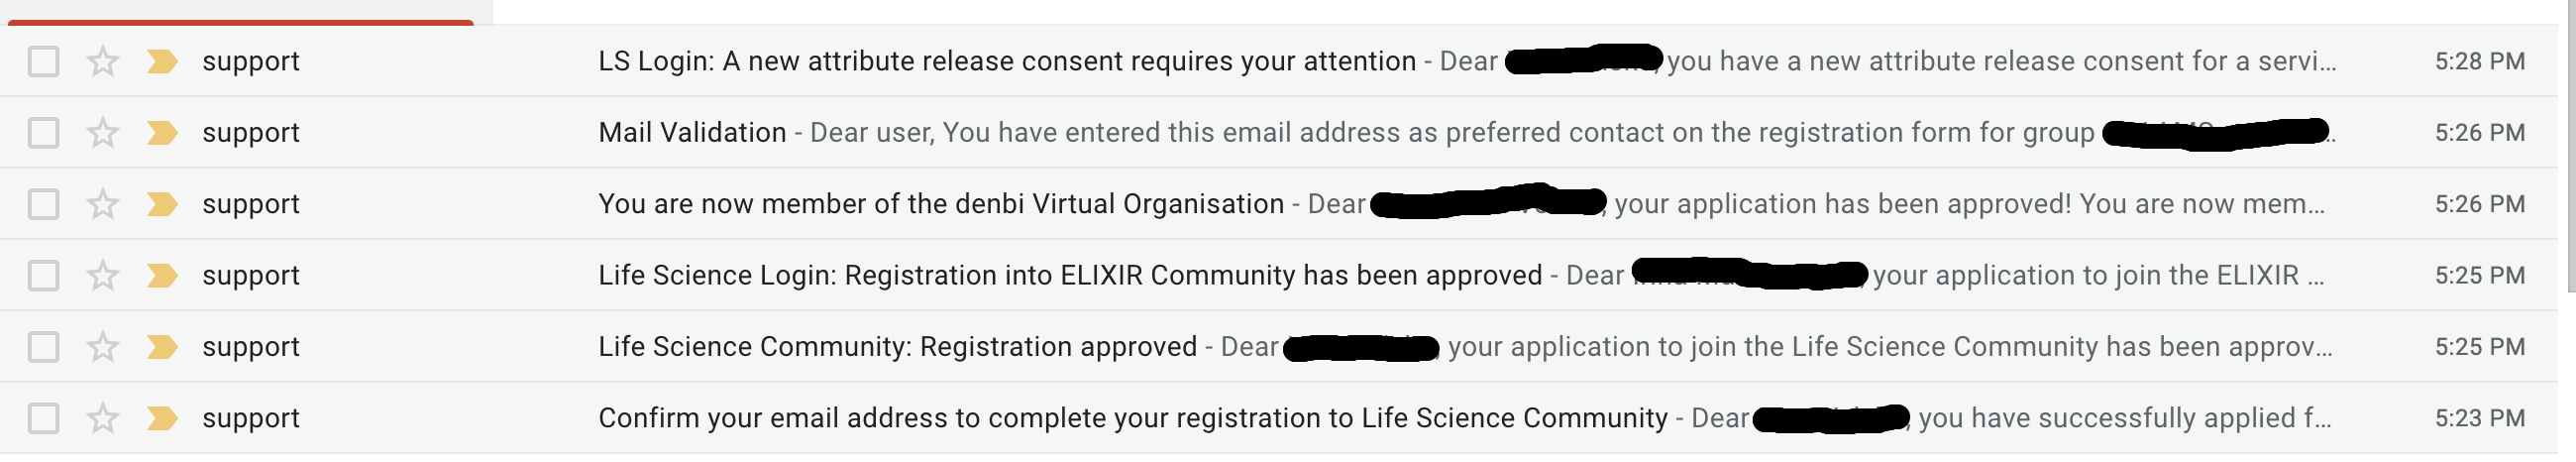 support LS Login: A new attribute release consent requires your attention - Dear you have a new attribute release consent for a servi... 5:28 PM
support Mail Validation - Dear user, You have entered this email address as preferred contact on the registration form for group ... 5:26 PM
support You are now member of the denbi Virtual Organisation - Dear , your application has been approved! You are now mem... 5:26 PM
support Life Science Login: Registration into ELIXIR Community has been approved - Dear your application to join the ELIXIR ... 5:25 PM
support Life Science Community: Registration approved - Dear your application to join the Life Science Community has been approv... 5:25 PM
support Confirm your email address to complete your registration to Life Science Community - Dear , you have successfully applied f... 5:23 PM